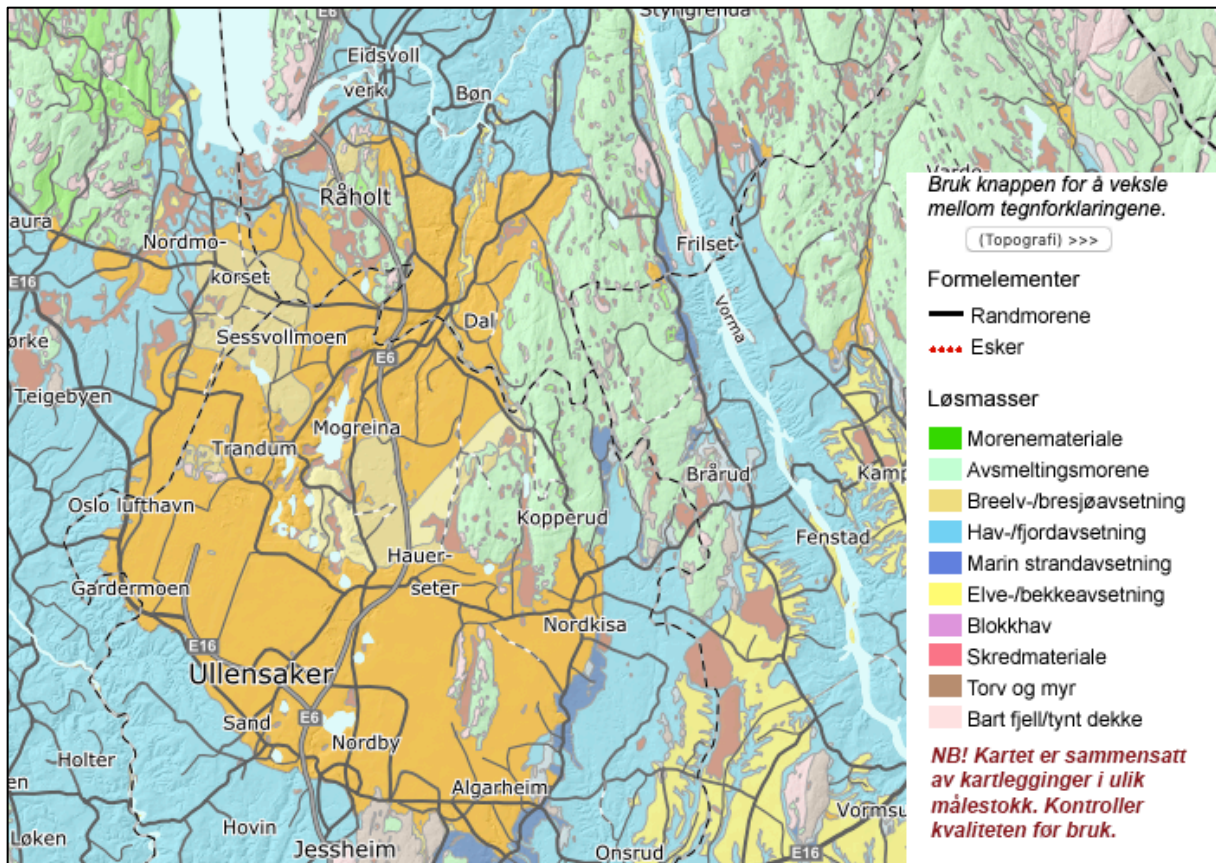 E6
Styngrenda
Eidsvoll
verk
Bøn
Råholt
aura
Nordmo-
korset
E16
Frilset
Vorma
Sessvollmoen
Dal
ørke
E6
Teigebyen
Mogreina
Trandum
Brårud
Kamp
Oslo lufthavn
Kopperud
Fenstad
Hauer-
seter
Gardermoen
Nordkisa
E16
Ullensaker
Sand
E6
Nordby
Holter
en
Algarheim
Vormsu
Løken
Hovin
Jessheim
Onsrud
E16
Varde-
Bruk knappen for å veksle
mellom tegnforklaringene.
(Topografi) >>>
Formelementer
Randmorene
Esker
Løsmasser
Morenemateriale
Avsmeltingsmorene
Breelv-/bresjøavsetning
Hav-/fjordavsetning
Marin strandavsetning
Elve-/bekkeavsetning
Blokkhav
Skredmateriale
Torv og myr
Bart fjell/tynt dekke
NB! Kartet er sammensatt
av kartlegginger i ulik
målestokk. Kontroller
kvaliteten før bruk.